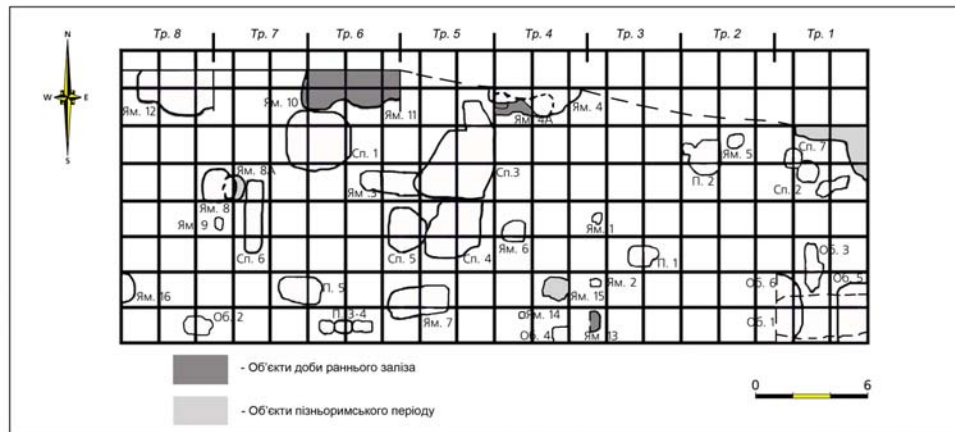 Тр. 8 Тр. 7 Тр. 6 Тр. 5 Тр. 4 Тр. 3 Тр. 2 Тр. 1
N
W E
S
Ям. 12
Ям. 10
Ям. 11
Ям. 4А
Ям. 4
Сп. 1
Ям. 5
Сп. 7
Ям. 8А
Ям. 3
Сп.3
П. 2
Сп. 2
Ям. 8
Ям. 9
Ям. 1
Сп. 6
Сп. 5
Сп. 4
Ям. 6
П. 1
Об. 3
Ям. 16
П. 5
Ям. 15
Ям. 2
Об. 6
Об. 5
Об. 2
П. 3-4
Ям. 7
Ям. 14
Об. 4
Ям. 13
Об. 1
- Об'єкти доби раннього заліза
- Об'єкти пізньоримського періоду
0 6